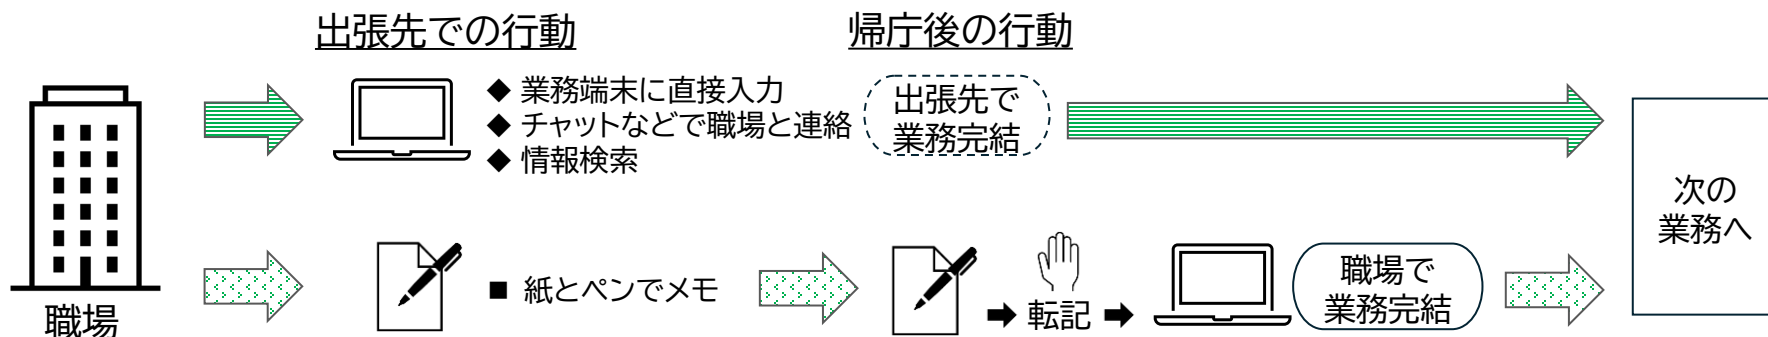 出張先での行動
帰庁後の行動
◆ 業務端末に直接入力
◆ チャットなどで職場と連絡
◆ 情報検索
出張先で
業務完結
職場
■ 紙とペンでメモ
➡ 転記 ➡
職場で
業務完結
次の
業務へ